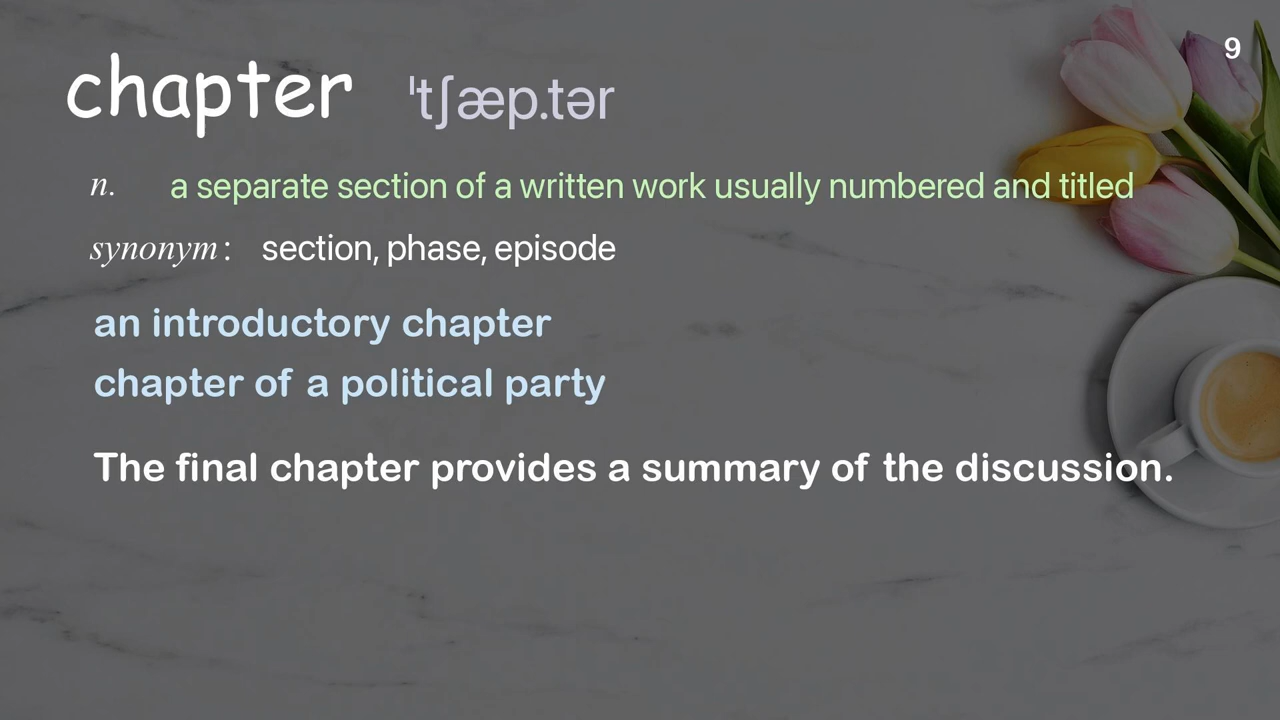 9
chapter ˈtʃæp.tər
n. a separate section of a written work usually numbered and titled
synonym: section, phase, episode
an introductory chapter
chapter of a political party
The final chapter provides a summary of the discussion.